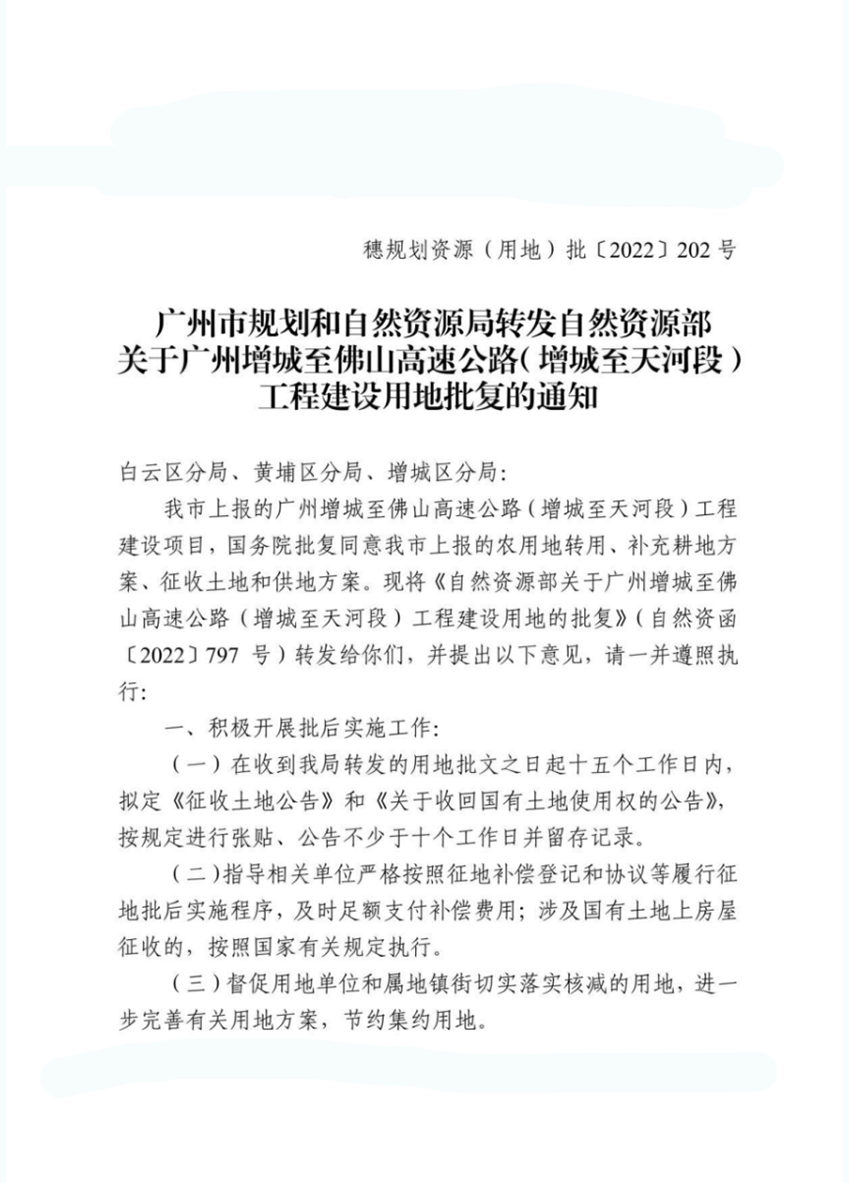 穗规划资源（用地）批〔2022〕202 号
广州市规划和自然资源局转发自然资源部
关于广州增城至佛山高速公路（增城至天河段）
工程建设用地批复的通知
白云区分局、黄埔区分局、增城区分局：
我市上报的广州增城至佛山高速公路（增城至天河段）工程
建设项目，国务院批复同意我市上报的农用地转用、补充耕地方
案、征收土地和供地方案。现将《自然资源部关于广州增城至佛
山高速公路（增城至天河段）工程建设用地的批复》（自然资函
〔2022〕797 号）转发给你们，并提出以下意见，请一并遵照执
行：
一、积极开展批后实施工作：
（一）在收到我局转发的用地批文之日起十五个工作日内，
拟定《征收土地公告》和《关于收回国有土地使用权的公告》，
按规定进行张贴、公告不少于十个工作日并留存记录。
（二）指导相关单位严格按照征地补偿登记和协议等履行征
地批后实施程序，及时足额支付补偿费用；涉及国有土地上房屋
征收的，按照国家有关规定执行。
（三）督促用地单位和属地镇街切实落实核减的用地，进一
步完善有关用地方案，节约集约用地。